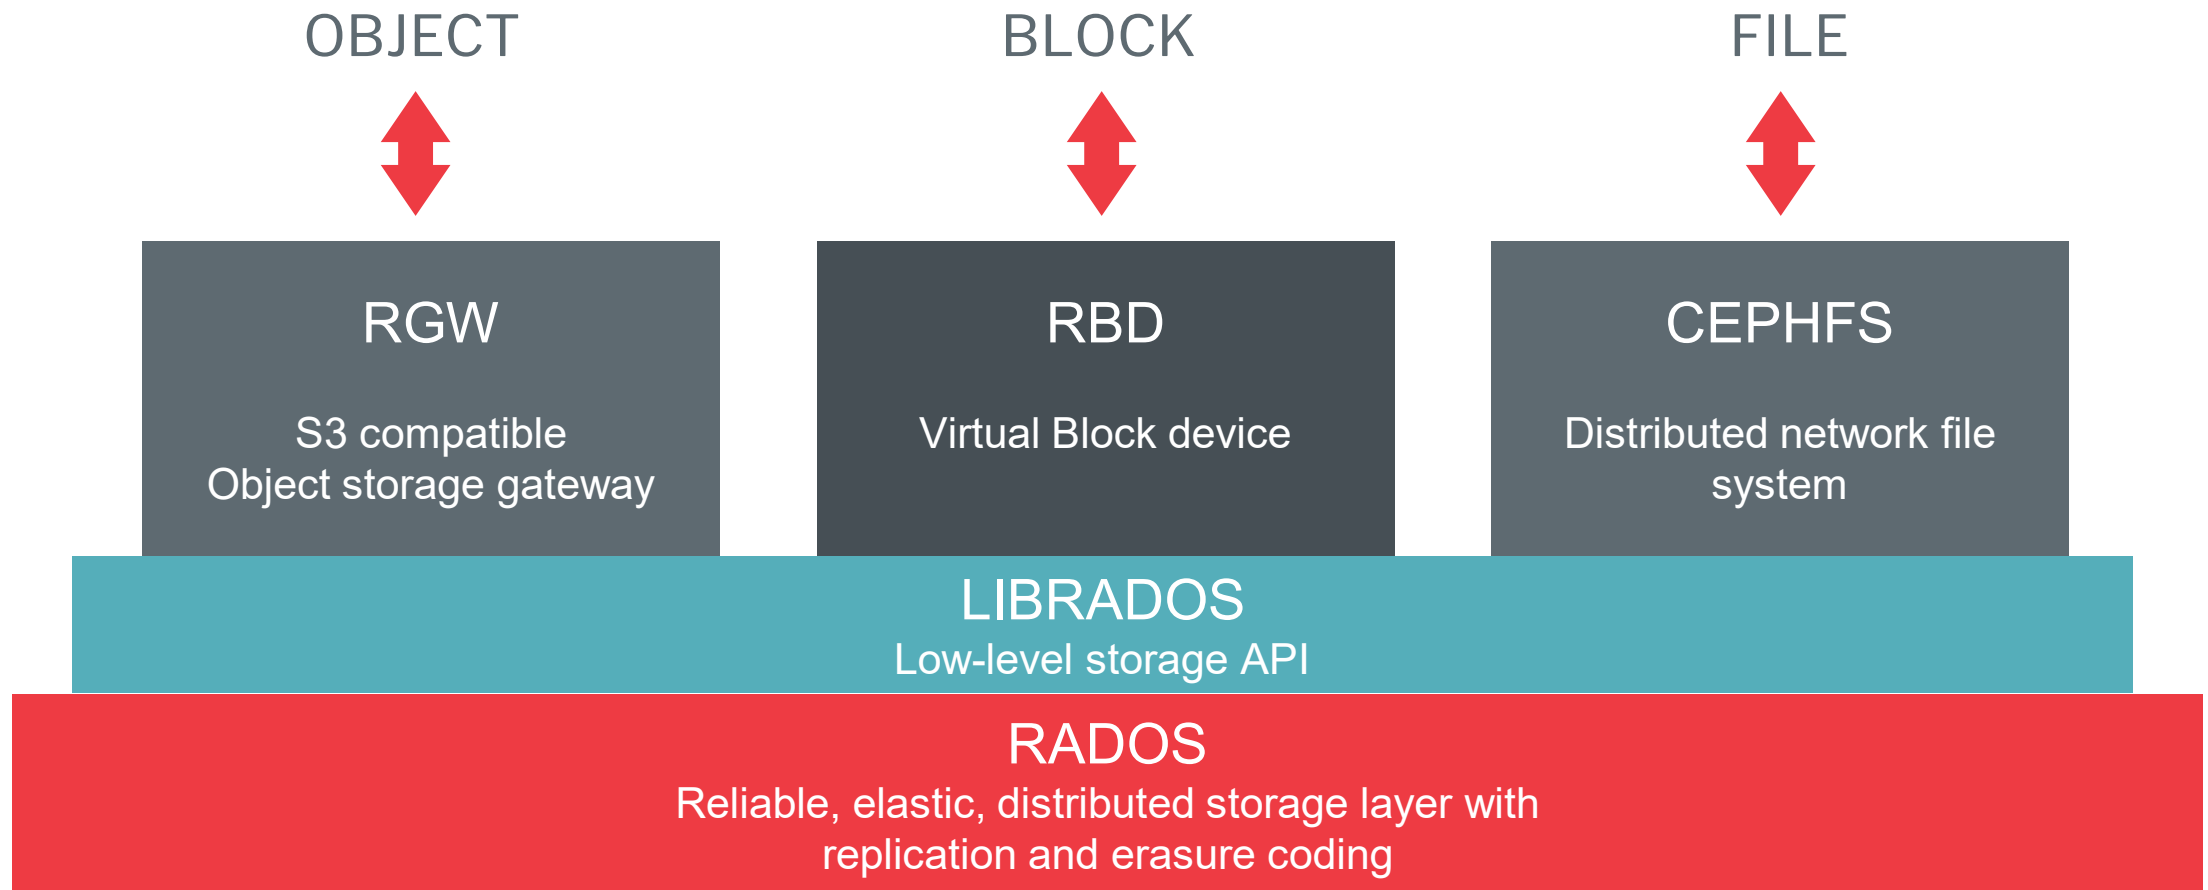 OBJECT
BLOCK
FILE
RGW
S3 compatible
Object storage gateway
RBD
Virtual Block device
CEPHFS
Distributed network file
system
LIBRADOS
Low-level storage API
RADOS
Reliable, elastic, distributed storage layer with
replication and erasure coding